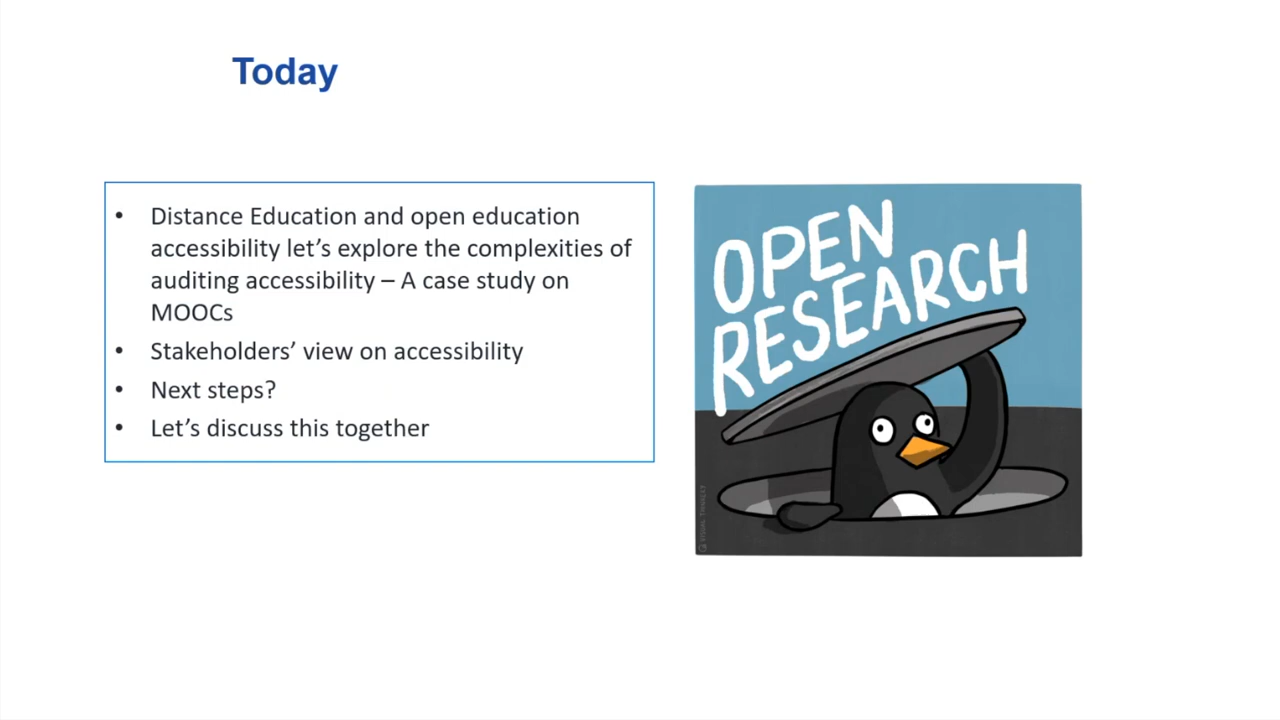 Today
• Distance Education and open education
accessibility let’s explore the complexities of
auditing accessibility – A case study on
MOOCs
• Stakeholders’ view on accessibility
• Next steps?
• Let’s discuss this together
OPEN
RESEARCH